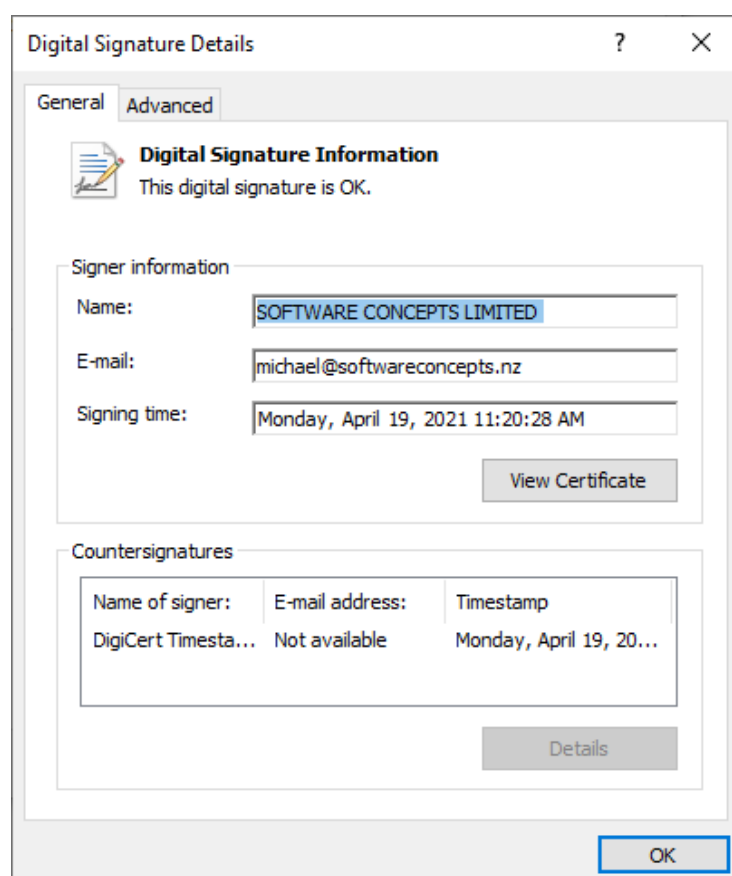 Digital Signature Details
General Advanced
Digital Signature Information
This digital signature is OK.
Signer information
Name: SOFTWARE CONCEPTS LIMITED
E-mail: michael@softwareconcepts.nz
Signing time: Monday, April 19, 2021 11:20:28 AM
View Certificate
Countersignatures
Name of signer: E-mail address: Timestamp
DigiCert Timesta... Not available Monday, April 19, 20...
Details
OK